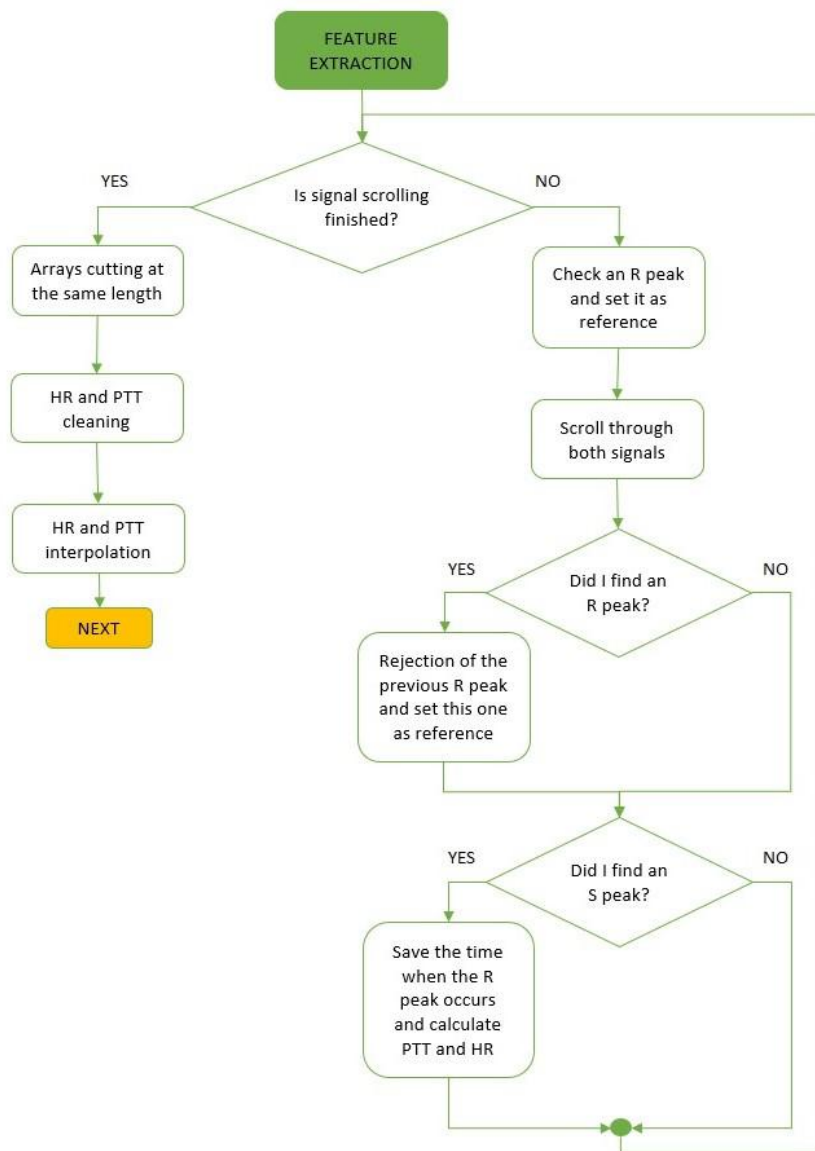 FEATURE
EXTRACTION
YES
NO
Is signal scrolling
finished?
Arrays cutting at
the same length
Check an R peak
and set it as
reference
HR and PTT
cleaning
Scroll through
both signals
HR and PTT
interpolation
YES
NO
Did I find an
R peak?
NEXT
Rejection of the
previous R peak
and set this one
as reference
YES
NO
Did I find an
S peak?
Save the time
when the R
peak occurs
and calculate
PTT and HR